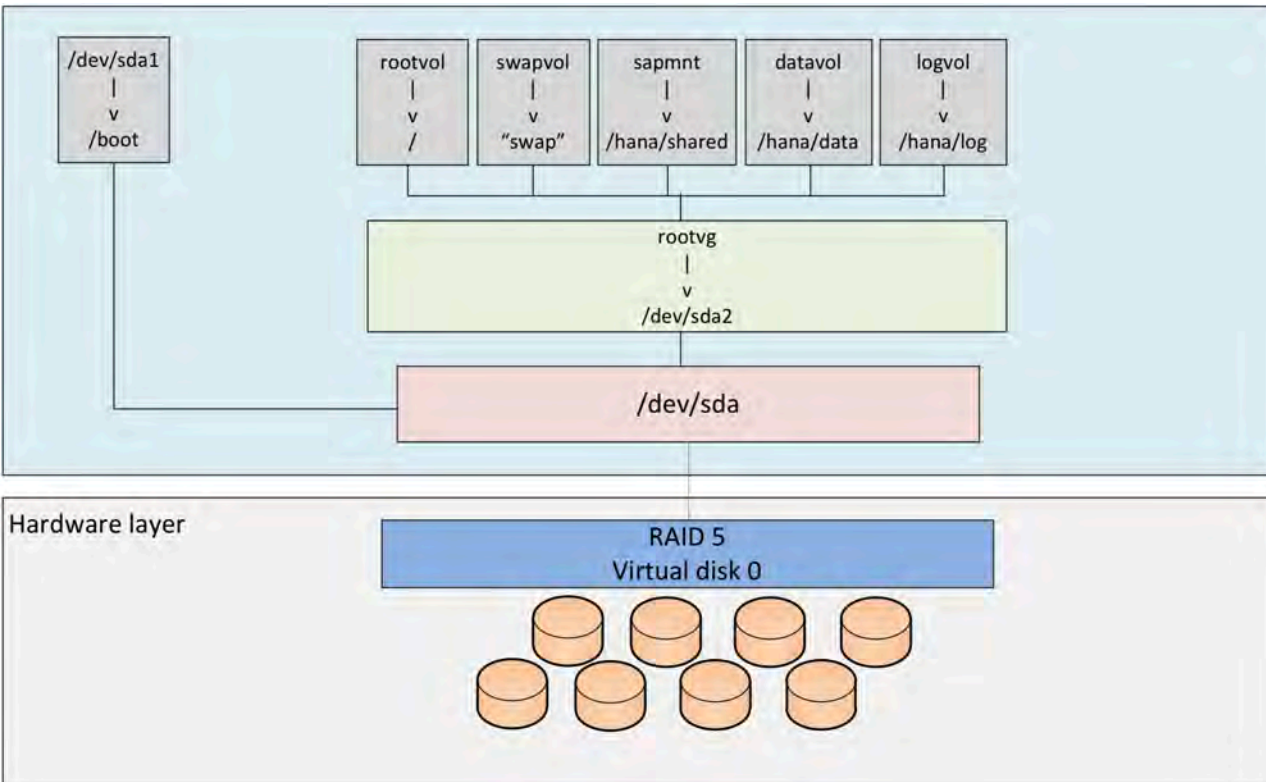 /dev/sda1
|
v
/boot
rootvol
|
v
/
swapvol
|
v
“swap”
sapmnt
|
v
/hana/shared
datavol
|
v
/hana/data
logvol
|
v
/hana/log
rootvg
|
v
/dev/sda2
/dev/sda
Hardware layer
RAID 5
Virtual disk 0